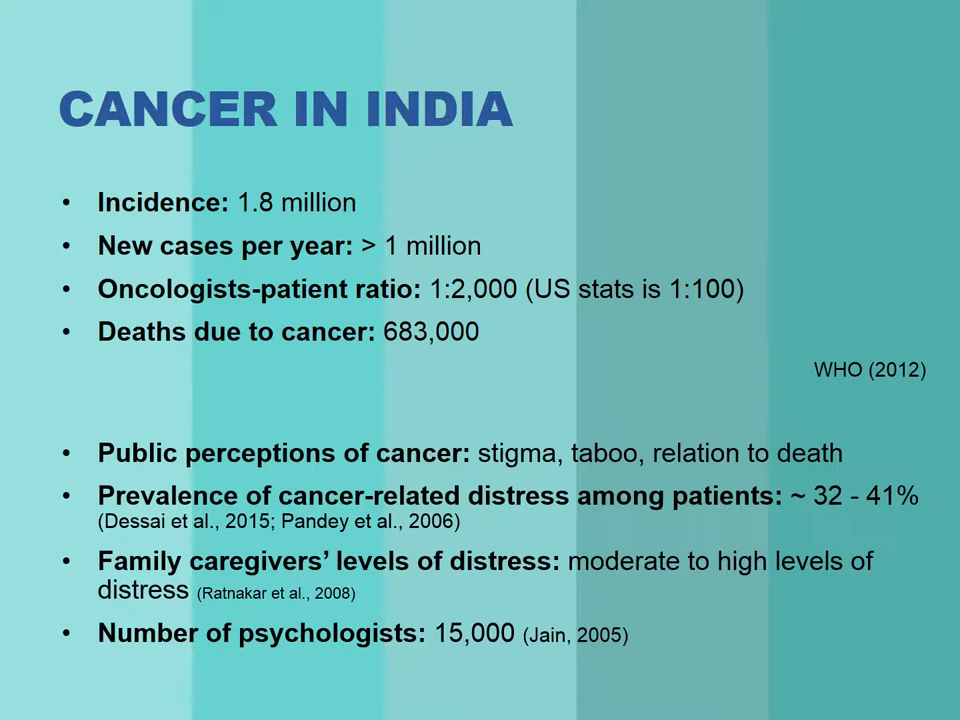 CANCER IN INDIA
• Incidence: 1.8 million
• New cases per year: > 1 million
• Oncologists-patient ratio: 1:2,000 (US stats is 1:100)
• Deaths due to cancer: 683,000
WHO (2012)
• Public perceptions of cancer: stigma, taboo, relation to death
• Prevalence of cancer-related distress among patients: ~ 32 - 41%
(Dessai et al., 2015; Pandey et al., 2006)
• Family caregivers’ levels of distress: moderate to high levels of
distress (Ratnakar et al., 2008)
• Number of psychologists: 15,000 (Jain, 2005)